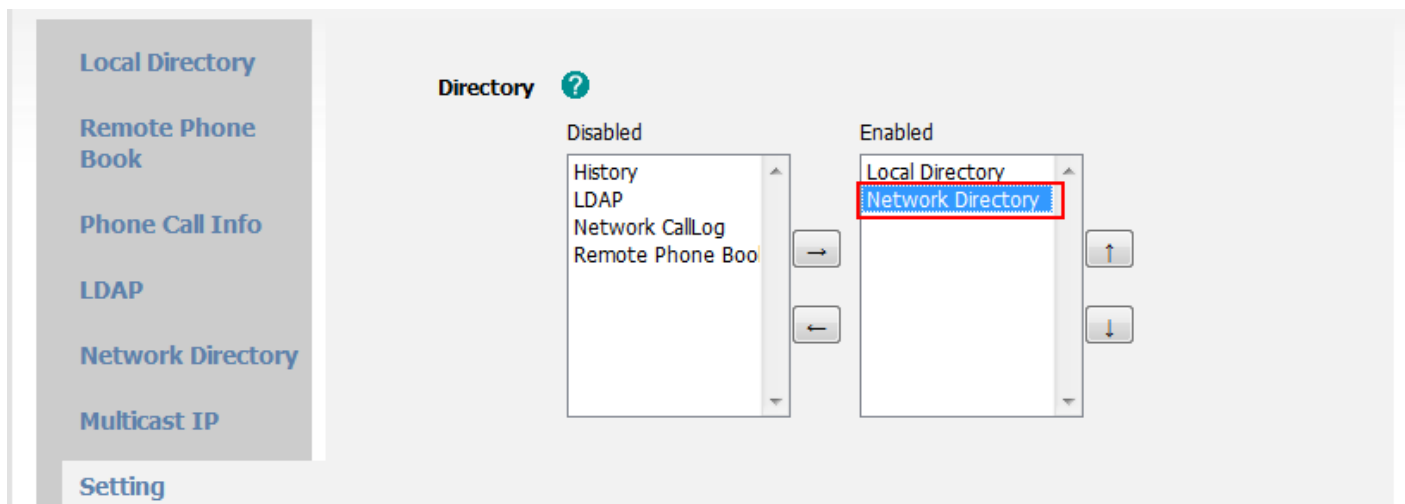 Local Directory
Remote Phone
Book
Phone Call Info
LDAP
Network Directory
Multicast IP
Setting
Directory ?
Disabled
History
LDAP
Network CallLog
Remote Phone Boo
Enabled
Local Directory
Network Directory
→
←
↑
↓